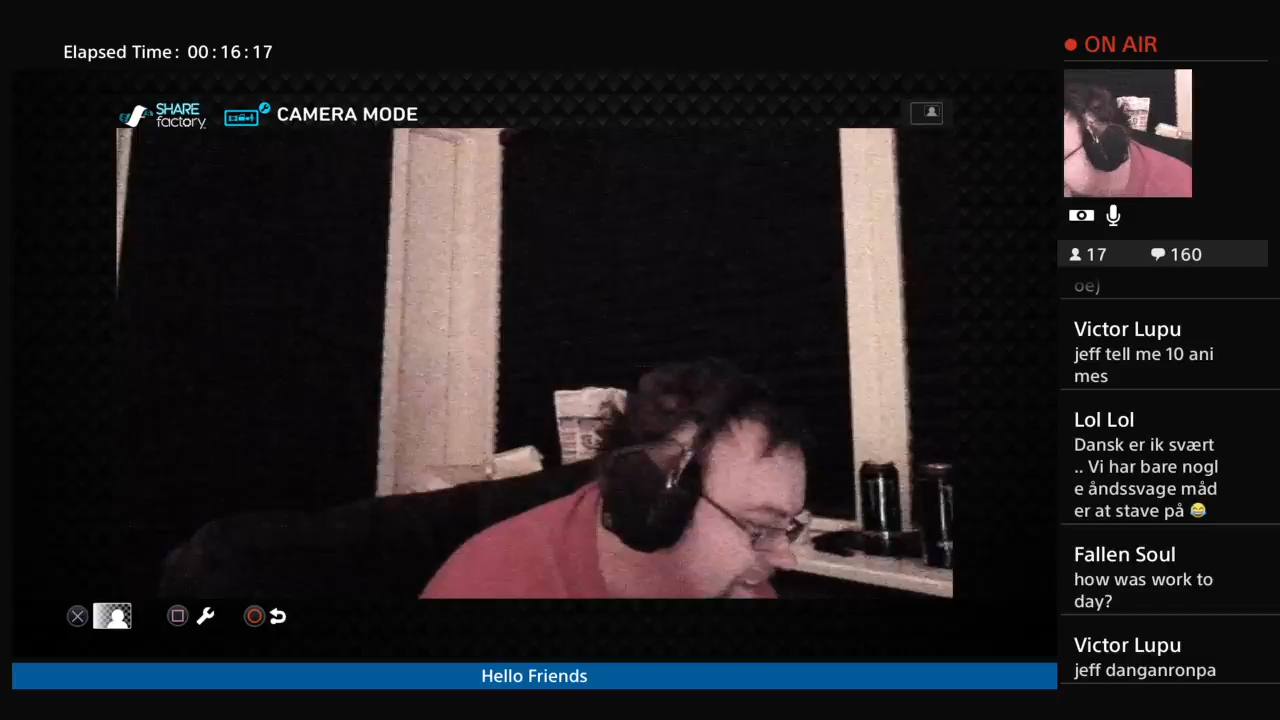 Elapsed Time: 00:16:17
ON AIR
SHARE
factory
CAMERA MODE
17
160
oe)
Victor Lupu
jeff tell me 10 ani
mes
Lol Lol
Dansk er ik svært
.. Vi har bare nogl
e åndssvage måd
er at stave på 😂
Fallen Soul
how was work to
day?
Victor Lupu
jeff danganronpa
Hello Friends